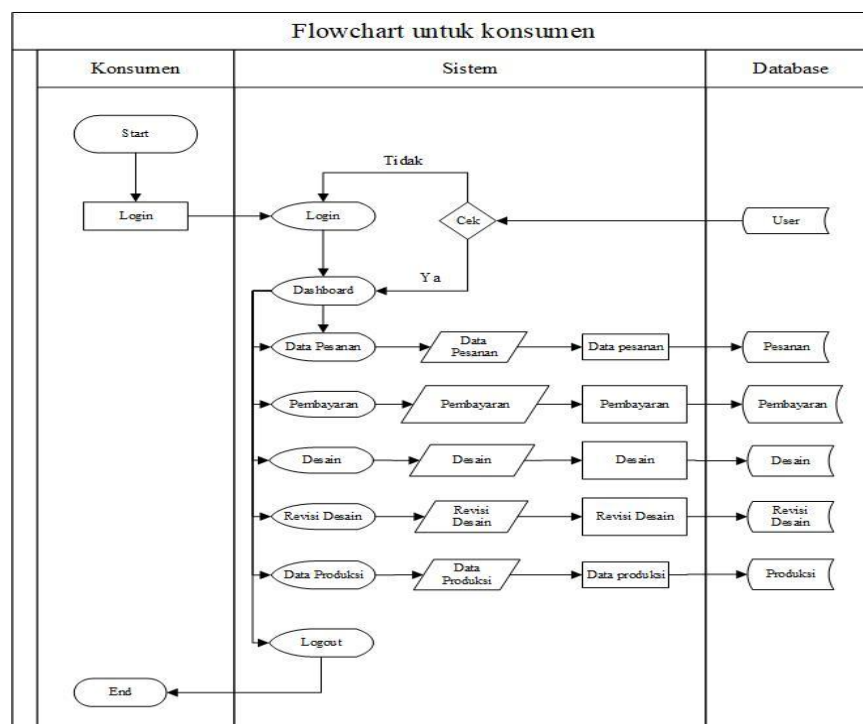 Flowchart untuk konsumen
Konsumen
Sistem
Database
Start
Tidak
Login
Login
Cek
User
Ya
Dashboard
Data Pesanan
Data
Pesanan
Data pesanan
Pesanan
Pembayaran
Pembayaran
Pembayaran
Pembayaran
Desain
Desain
Desain
Desain
Revisi Desain
Revisi
Desain
Revisi Desain
Revisi
Desain
Data Produksi
Data
Produksi
Data produksi
Produksi
Logout
End